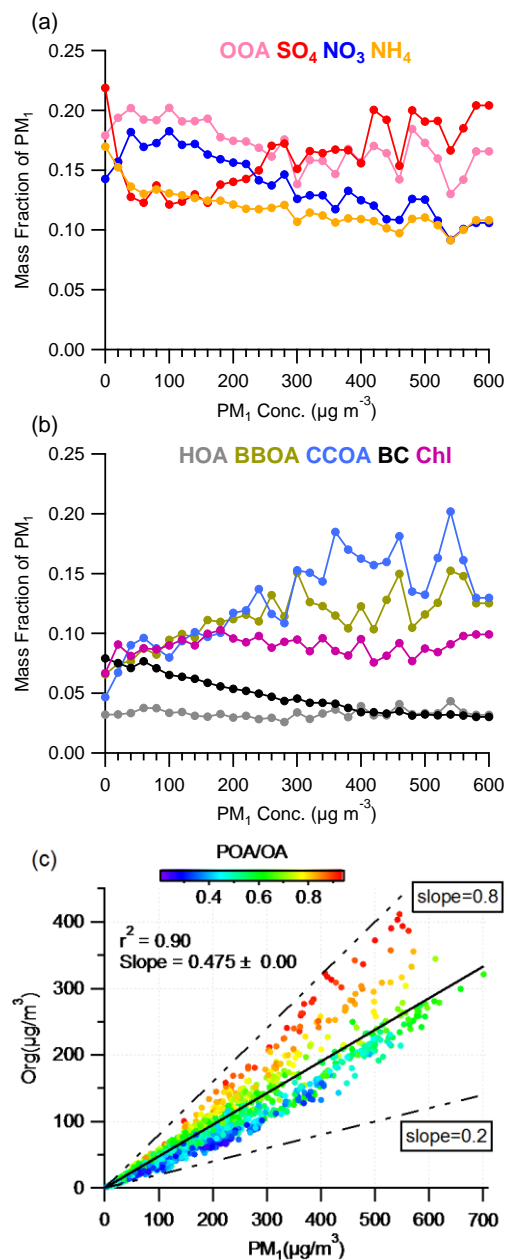 (a)
OOA SO₄ NO₃ NH₄
0.25
0.20
0.15
0.10
0.05
0.00
Mass Fraction of PM₁
0 100 200 300 400 500 600
PM₁ Conc. (µg m⁻³)
(b)
HOA BBOA CCOA BC Chl
0.25
0.20
0.15
0.10
0.05
0.00
Mass Fraction of PM₁
0 100 200 300 400 500 600
PM₁ Conc. (µg m⁻³)
(c)
POA/OA
0.4 0.6 0.8
slope=0.8
r² = 0.90
Slope = 0.475 ± 0.00
400
300
200
100
0
Org(µg/m³)
slope=0.2
0 100 200 300 400 500 600 700
PM₁(µg/m³)